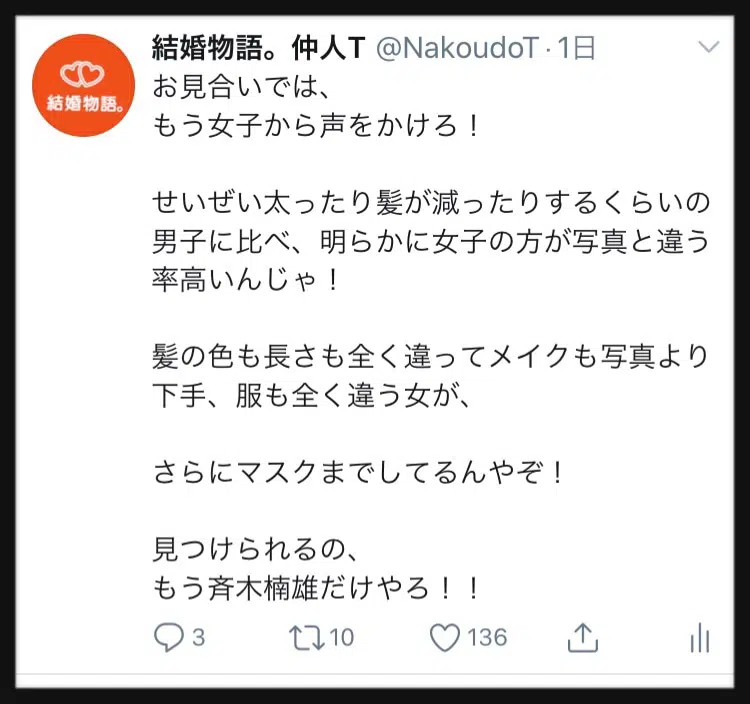 結婚物語。
結婚物語。仲人T @NakoudoT · 1日
お見合いでは、
もう女子から声をかけろ！
せいぜい太ったり髪が減ったりするくらいの
男子に比べ、明らかに女子の方が写真と違う
率高いんじゃ！
髪の色も長さも全く違ってメイクも写真より
下手、服も全く違う女が、
さらにマスクまでしてるんやぞ！
見つけられるの、
もう斉木楠雄だけやろ！！
3 10 136